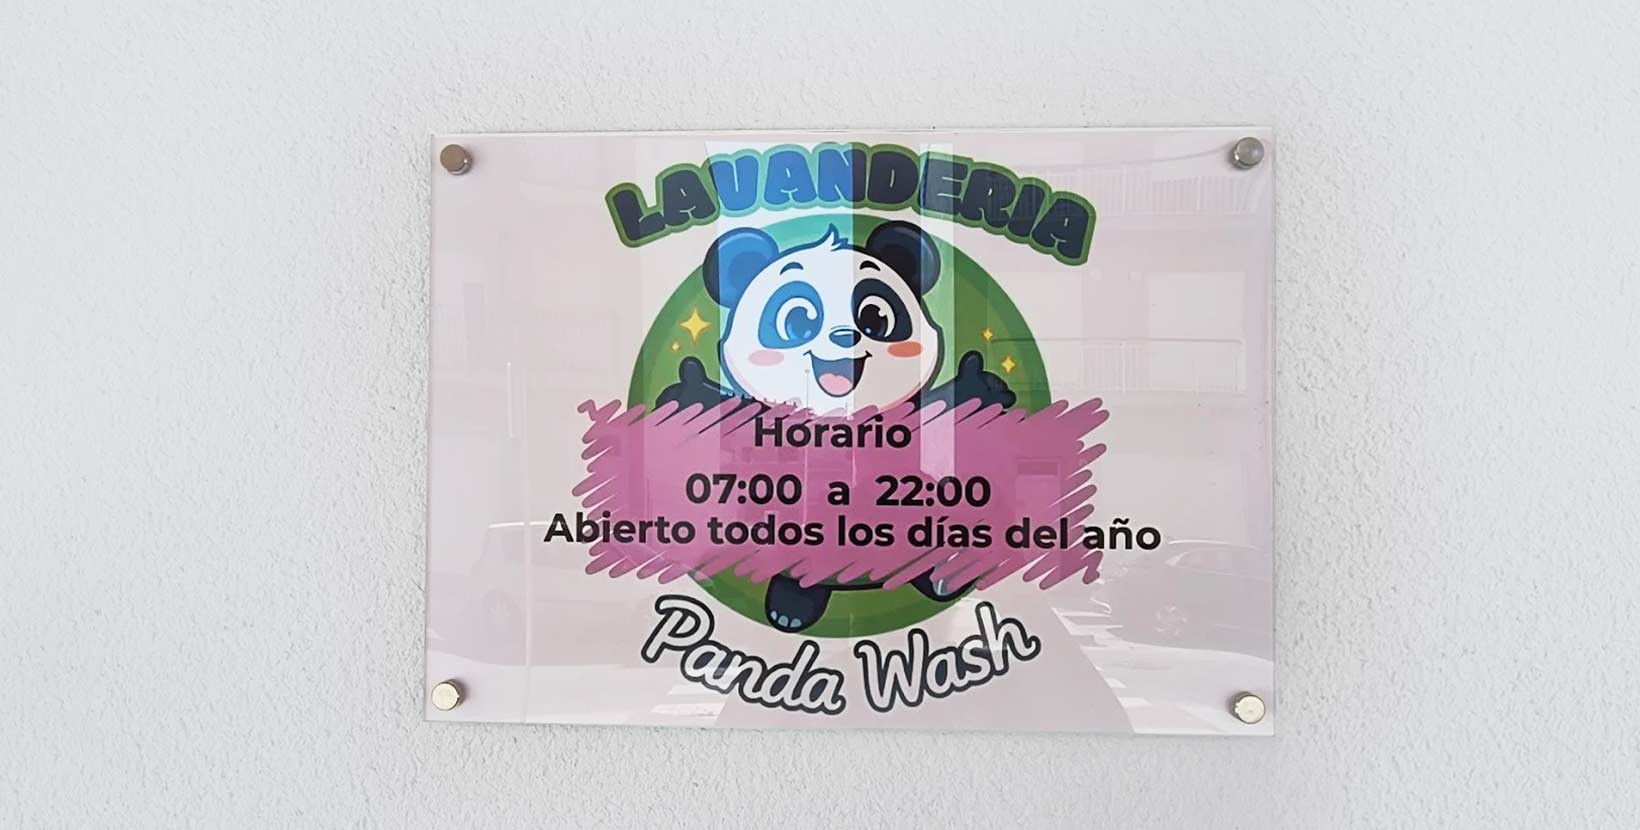 LAVANDERIA
Horario
07:00 a 22:00
Abierto todos los días del año
Panda Wash